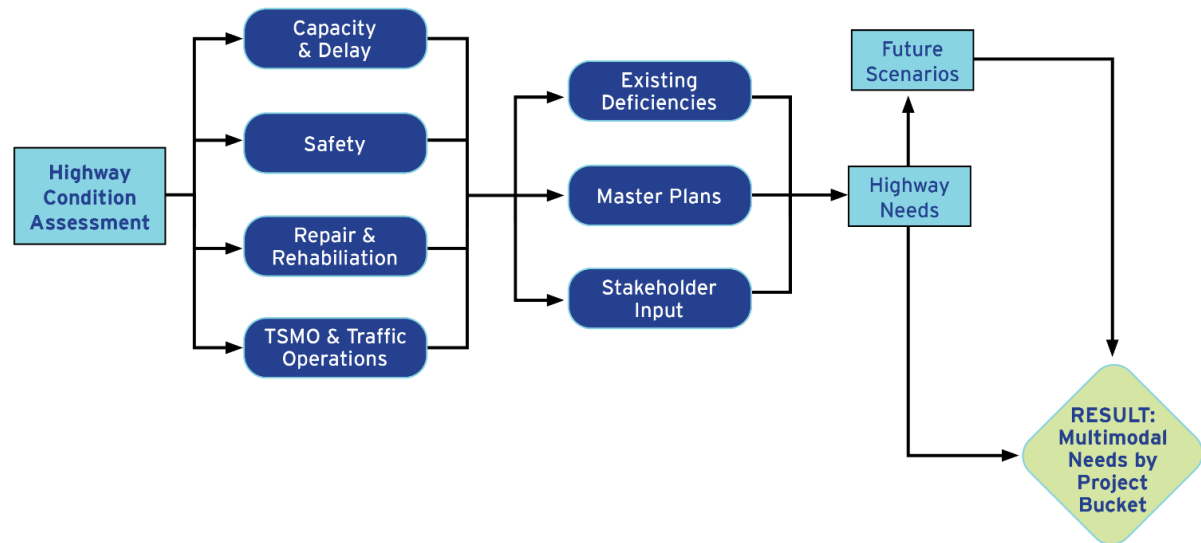 Highway
Condition
Assessment
Capacity
& Delay
Safety
Repair &
Rehabiliation
TSMO & Traffic
Operations
Existing
Deficiencies
Master Plans
Stakeholder
Input
Future
Scenarios
Highway
Needs
RESULT:
Multimodal
Needs by
Project
Bucket